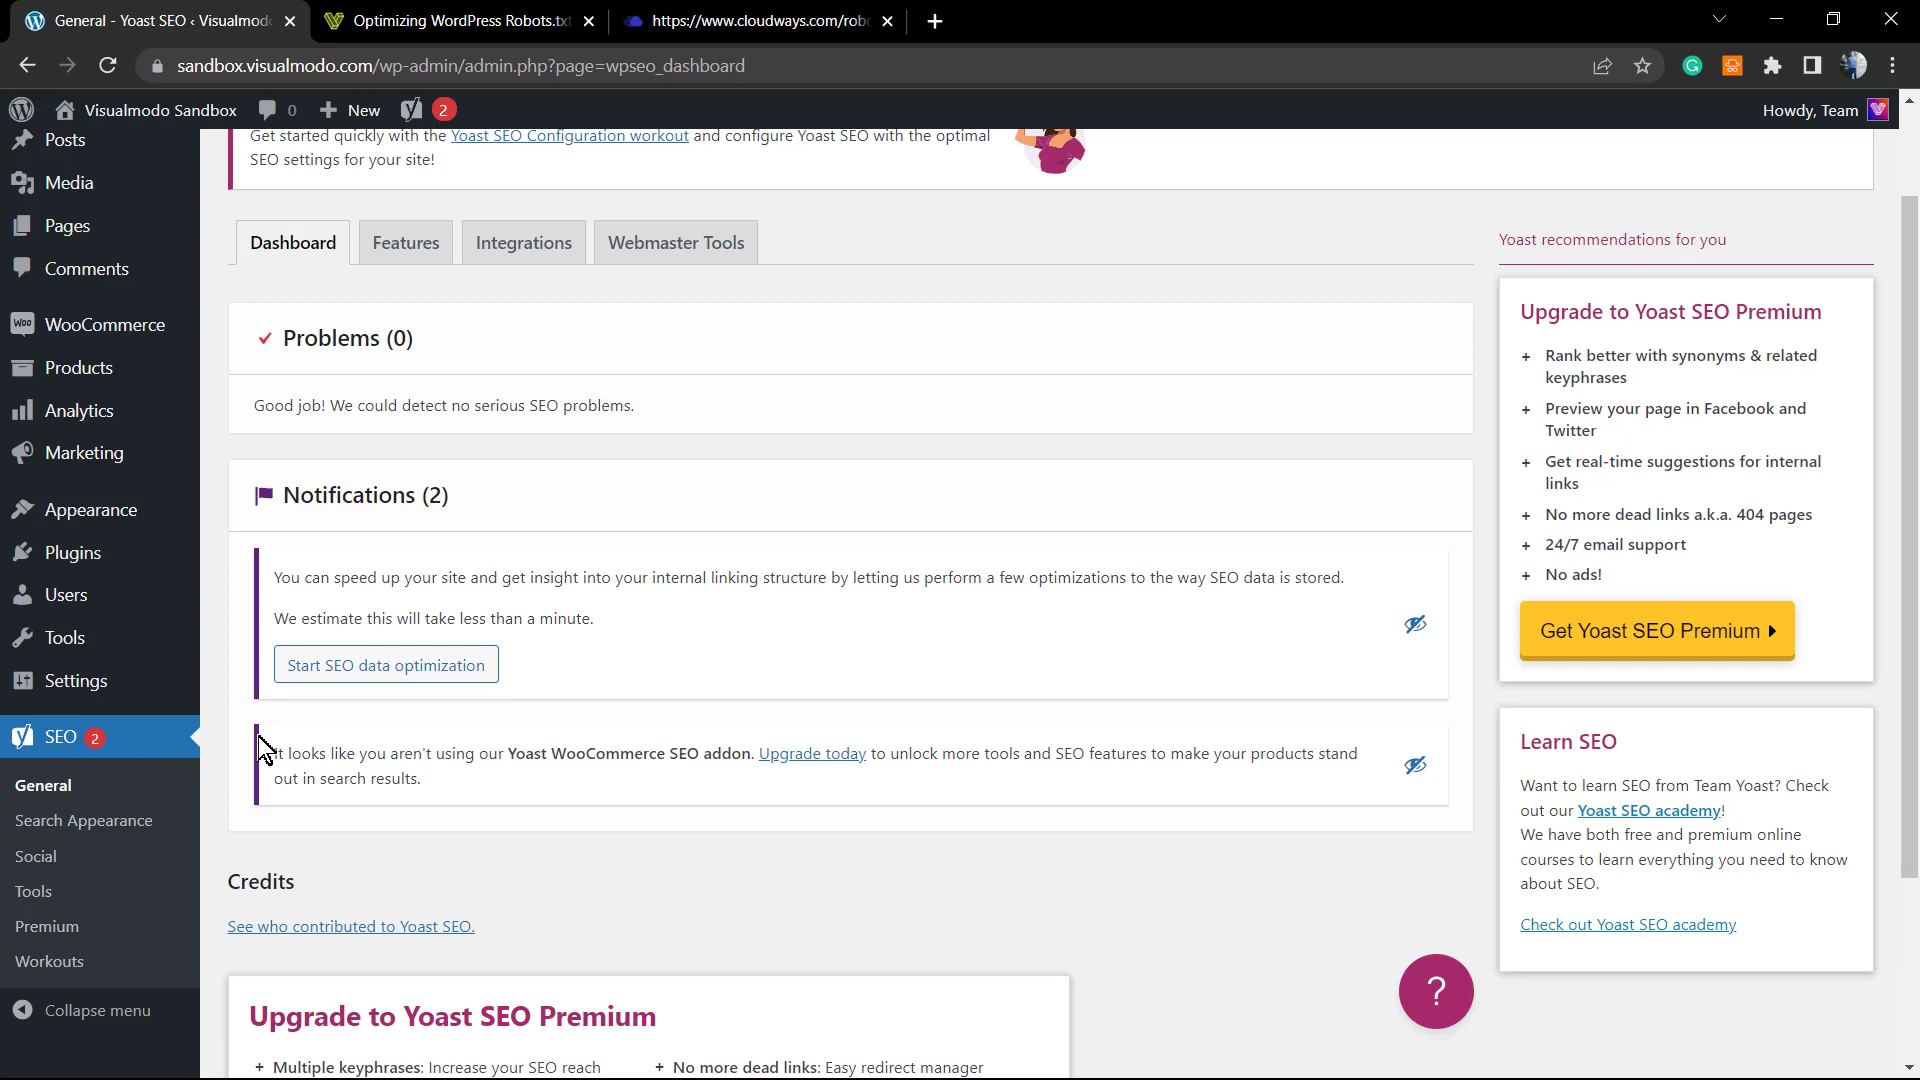 General - Yoast SEO ‹ Visualmod
Optimizing WordPress Robots.txt
https://www.cloudways.com/rob
sandbox.visualmodo.com/wp-admin/admin.php?page=wpseo_dashboard
Visualmodo Sandbox
0
New
2
Howdy, Team
Posts
Media
Pages
Comments
WooCommerce
Products
Analytics
Marketing
Appearance
Plugins
Users
Tools
Settings
SEO 2
General
Search Appearance
Social
Tools
Premium
Workouts
Collapse menu
Get started quickly with the Yoast SEO Configuration workout and configure Yoast SEO with the optimal
SEO settings for your site!
Dashboard
Features
Integrations
Webmaster Tools
Problems (0)
Good job! We could detect no serious SEO problems.
Notifications (2)
You can speed up your site and get insight into your internal linking structure by letting us perform a few optimizations to the way SEO data is stored.
We estimate this will take less than a minute.
Start SEO data optimization
It looks like you aren't using our Yoast WooCommerce SEO addon. Upgrade today to unlock more tools and SEO features to make your products stand
out in search results.
Credits
See who contributed to Yoast SEO.
Upgrade to Yoast SEO Premium
+ Multiple keyphrases: Increase your SEO reach
+ No more dead links: Easy redirect manager
Yoast recommendations for you
Upgrade to Yoast SEO Premium
+ Rank better with synonyms & related
keyphrases
+ Preview your page in Facebook and
Twitter
+ Get real-time suggestions for internal
links
+ No more dead links a.k.a. 404 pages
+ 24/7 email support
+ No ads!
Get Yoast SEO Premium
Learn SEO
Want to learn SEO from Team Yoast? Check
out our Yoast SEO academy!
We have both free and premium online
courses to learn everything you need to know
about SEO.
Check out Yoast SEO academy
?